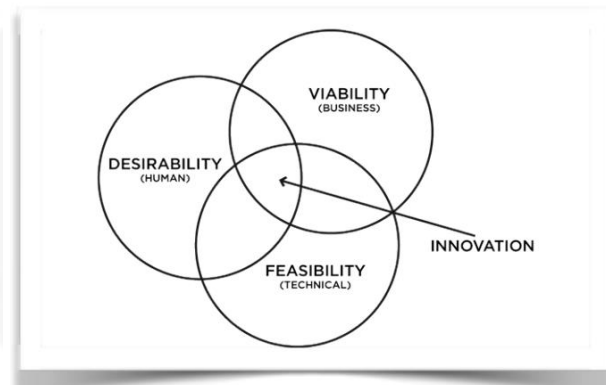 VIABILITY
(BUSINESS)
DESIRABILITY
(HUMAN)
INNOVATION
FEASIBILITY
(TECHNICAL)